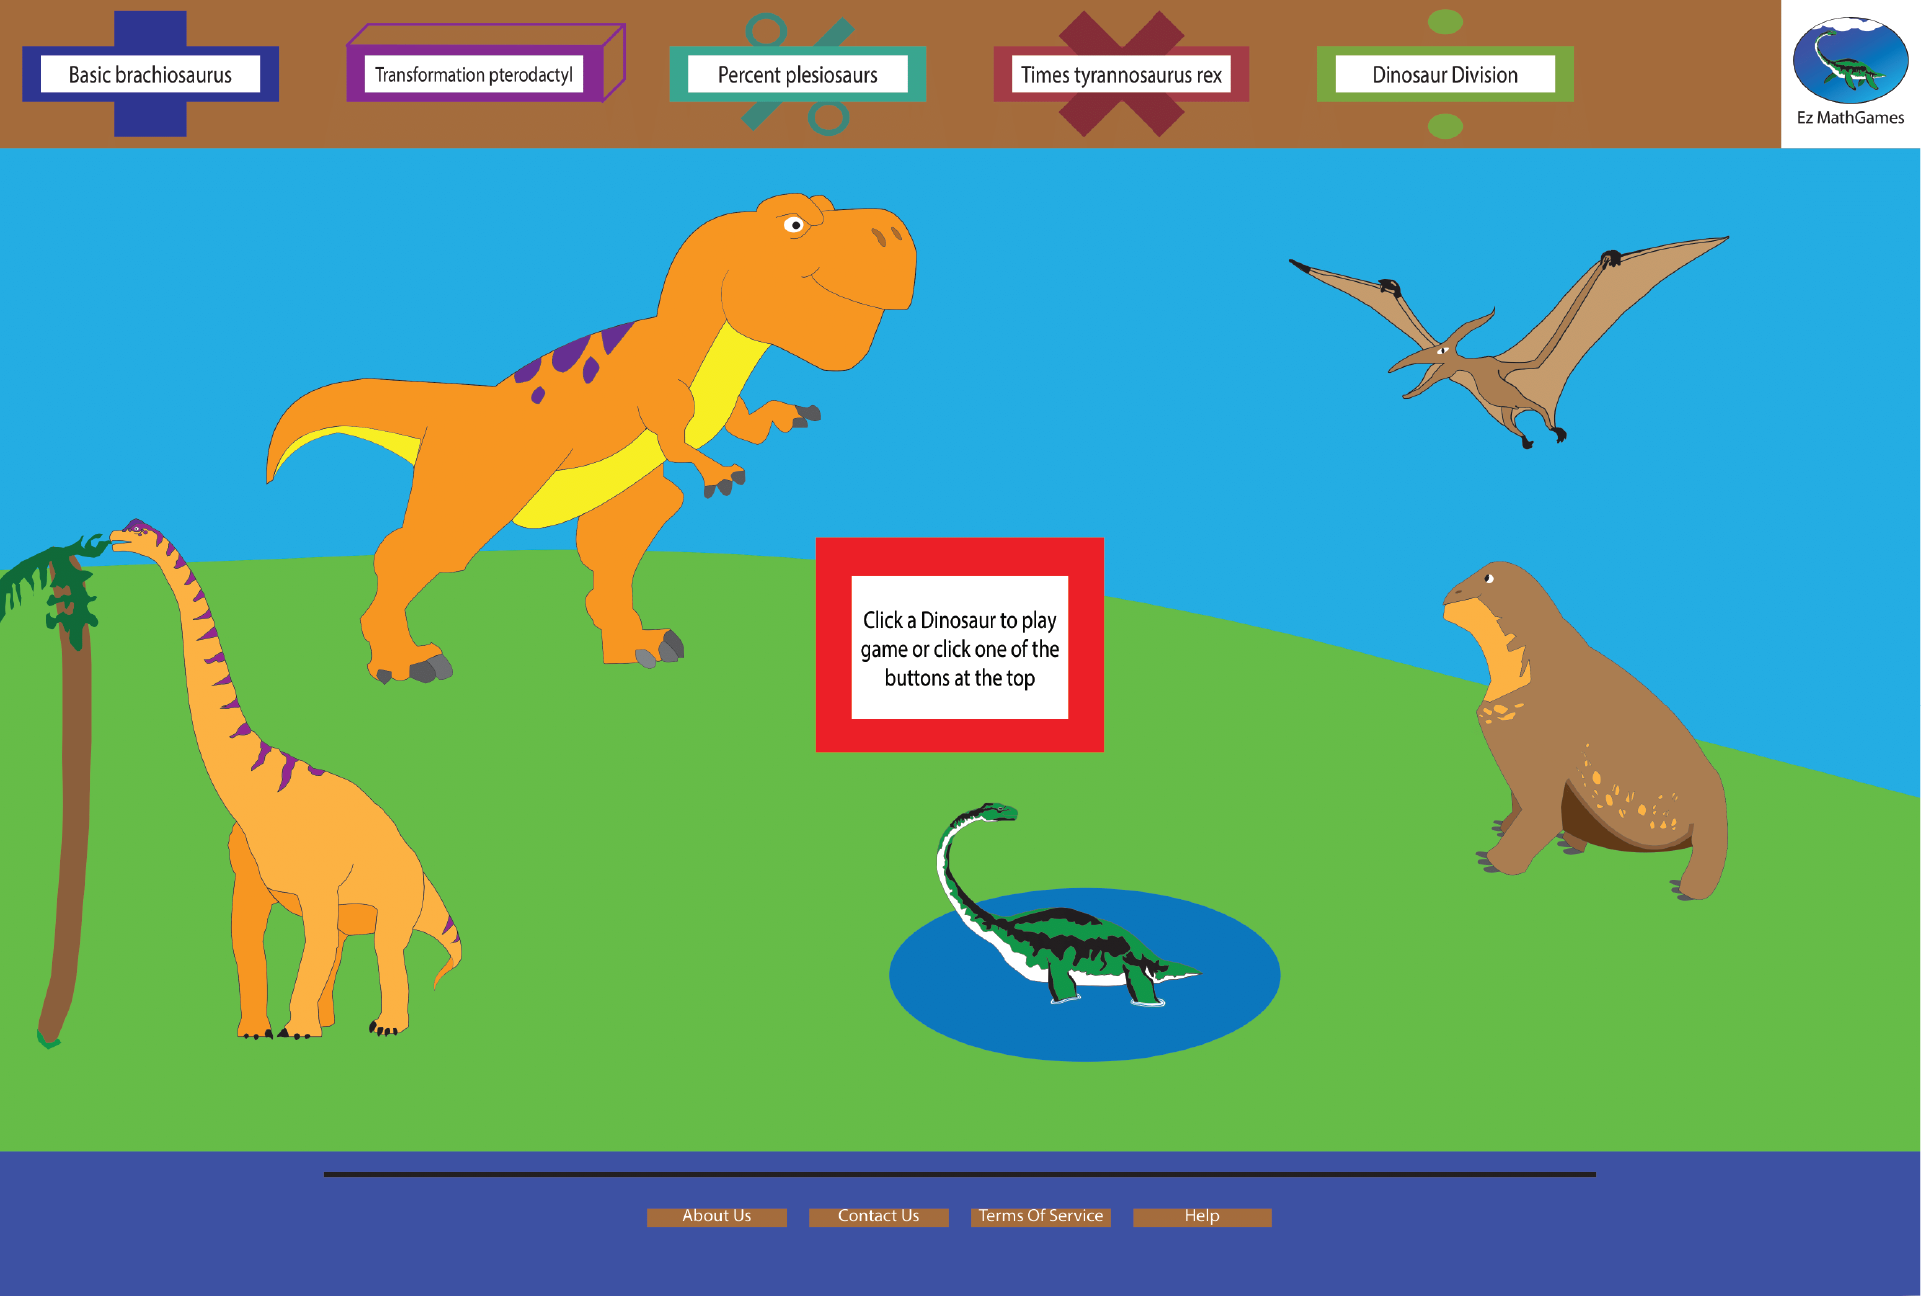 Basic brachiosaurus
Transformation pterodactyl
Percent plesiosaurs
Times tyrannosaurus rex
Dinosaur Division
Ez MathGames
Click a Dinosaur to play
game or click one of the
buttons at the top
About Us
Contact Us
Terms Of Service
Help